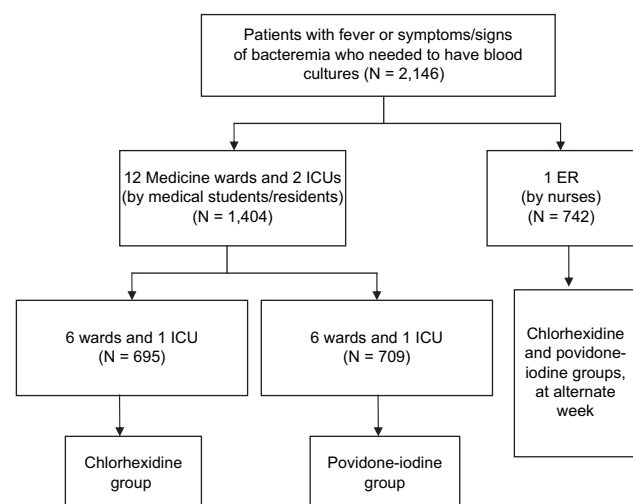 Patients with fever or symptoms/signs
of bacteremia who needed to have blood
cultures (N = 2,146)
12 Medicine wards and 2 ICUs
(by medical students/residents)
(N = 1,404)
1 ER
(by nurses)
(N = 742)
6 wards and 1 ICU
(N = 695)
6 wards and 1 ICU
(N = 709)
Chlorhexidine
and povidone-
iodine groups,
at alternate
week
Chlorhexidine
group
Povidone-iodine
group